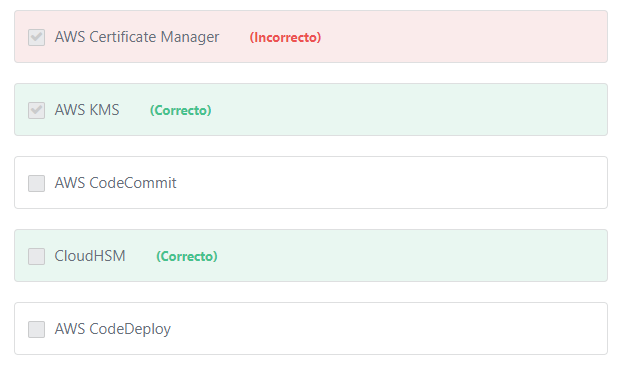 AWS Certificate Manager (Incorrecto)
AWS KMS (Correcto)
AWS CodeCommit
CloudHSM (Correcto)
AWS CodeDeploy